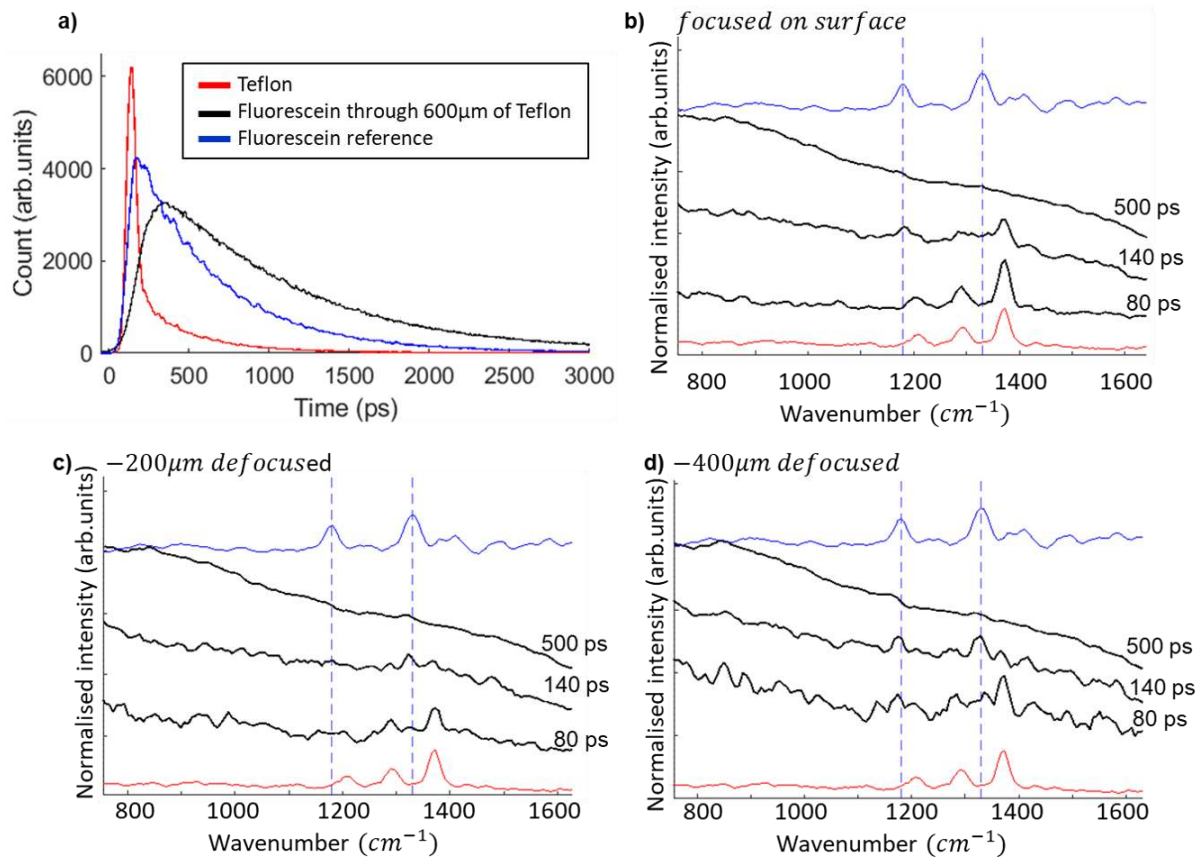 a)
6000
4000
2000
0
Count (arb.units)
0 500 1000 1500 2000 2500 3000
Time (ps)
Teflon
Fluorescein through 600μm of Teflon
Fluorescein reference
b) focused on surface
Normalised intensity (arb.units)
500 ps
140 ps
80 ps
800 1000 1200 1400 1600
Wavenumber (cm⁻¹)
c) −200μm defocused
Normalised intensity (arb.units)
500 ps
140 ps
80 ps
800 1000 1200 1400 1600
Wavenumber (cm⁻¹)
d) −400μm defocused
Normalised intensity (arb.units)
500 ps
140 ps
80 ps
800 1000 1200 1400 1600
Wavenumber (cm⁻¹)